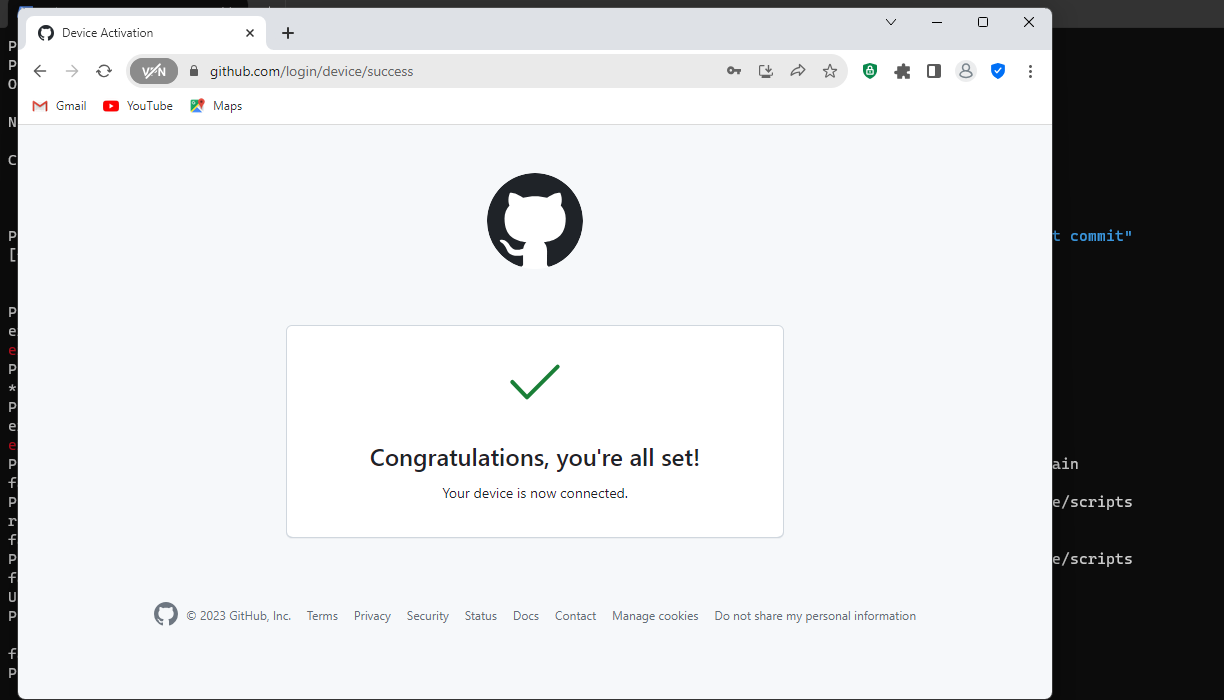 Device Activation
VPN
github.com/login/device/success
Gmail
YouTube
Maps
Congratulations, you're all set!
Your device is now connected.
© 2023 GitHub, Inc.
Terms
Privacy
Security
Status
Docs
Contact
Manage cookies
Do not share my personal information
P
P
O
N
C
P
t commit"
[
P
e
e
P
*
P
e
e
P
ain
f
P
e/scripts
r
f
P
e/scripts
f
U
P
f
P